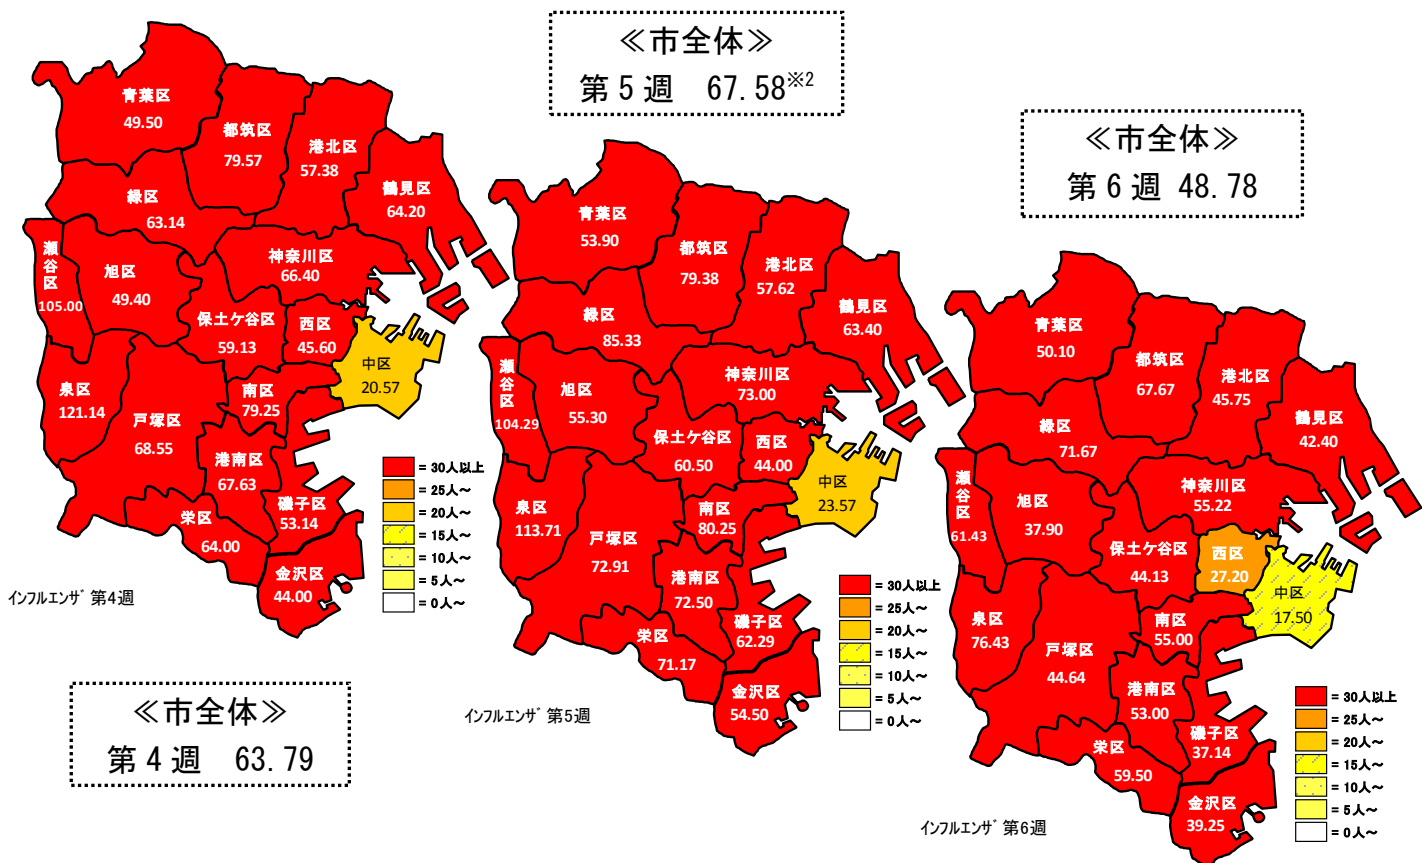 ≪市全体≫
第5週　67.58※2
≪市全体≫
第6週 48.78
青葉区
49.50
都筑区
79.57
港北区
57.38
鶴見区
64.20
緑区
63.14
神奈川区
66.40
瀬谷区
105.00
旭区
49.40
保土ケ谷区
59.13
西区
45.60
中区
20.57
泉区
121.14
戸塚区
68.55
南区
79.25
港南区
67.63
磯子区
53.14
栄区
64.00
金沢区
44.00
= 30人以上
= 25人～
= 20人～
= 15人～
= 10人～
= 5人～
= 0人～
インフルエンザ 第4週
≪市全体≫
第4週　63.79
青葉区
53.90
都筑区
79.38
港北区
57.62
鶴見区
63.40
緑区
85.33
神奈川区
73.00
瀬谷区
104.29
旭区
55.30
保土ケ谷区
60.50
西区
44.00
中区
23.57
泉区
113.71
戸塚区
72.91
南区
80.25
港南区
72.50
磯子区
62.29
栄区
71.17
金沢区
54.50
= 30人以上
= 25人～
= 20人～
= 15人～
= 10人～
= 5人～
= 0人～
インフルエンザ 第5週
青葉区
50.10
都筑区
67.67
港北区
45.75
鶴見区
42.40
緑区
71.67
神奈川区
55.22
瀬谷区
61.43
旭区
37.90
保土ケ谷区
44.13
西区
27.20
中区
17.50
泉区
76.43
戸塚区
44.64
南区
55.00
港南区
53.00
磯子区
37.14
栄区
59.50
金沢区
39.25
= 30人以上
= 25人～
= 20人～
= 15人～
= 10人～
= 5人～
= 0人～
インフルエンザ 第6週